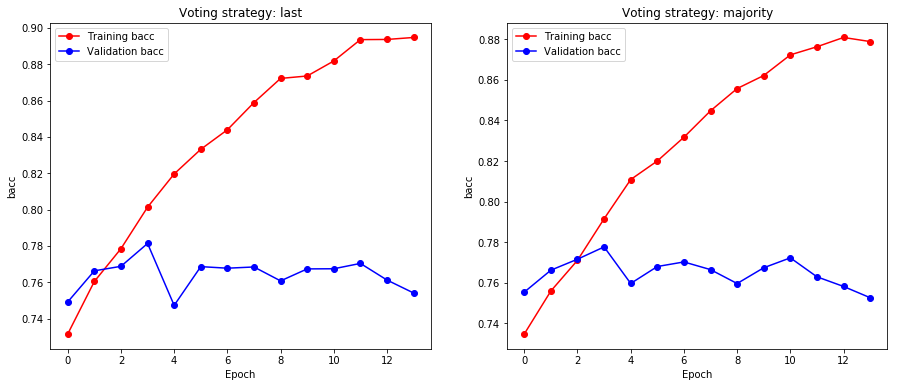 Voting strategy: last
Training bacc
Validation bacc
0.90
0.88
0.86
0.84
0.82
0.80
0.78
0.76
0.74
bacc
0 2 4 6 8 10 12
Epoch
Voting strategy: majority
Training bacc
Validation bacc
0.88
0.86
0.84
0.82
0.80
0.78
0.76
0.74
bacc
0 2 4 6 8 10 12
Epoch